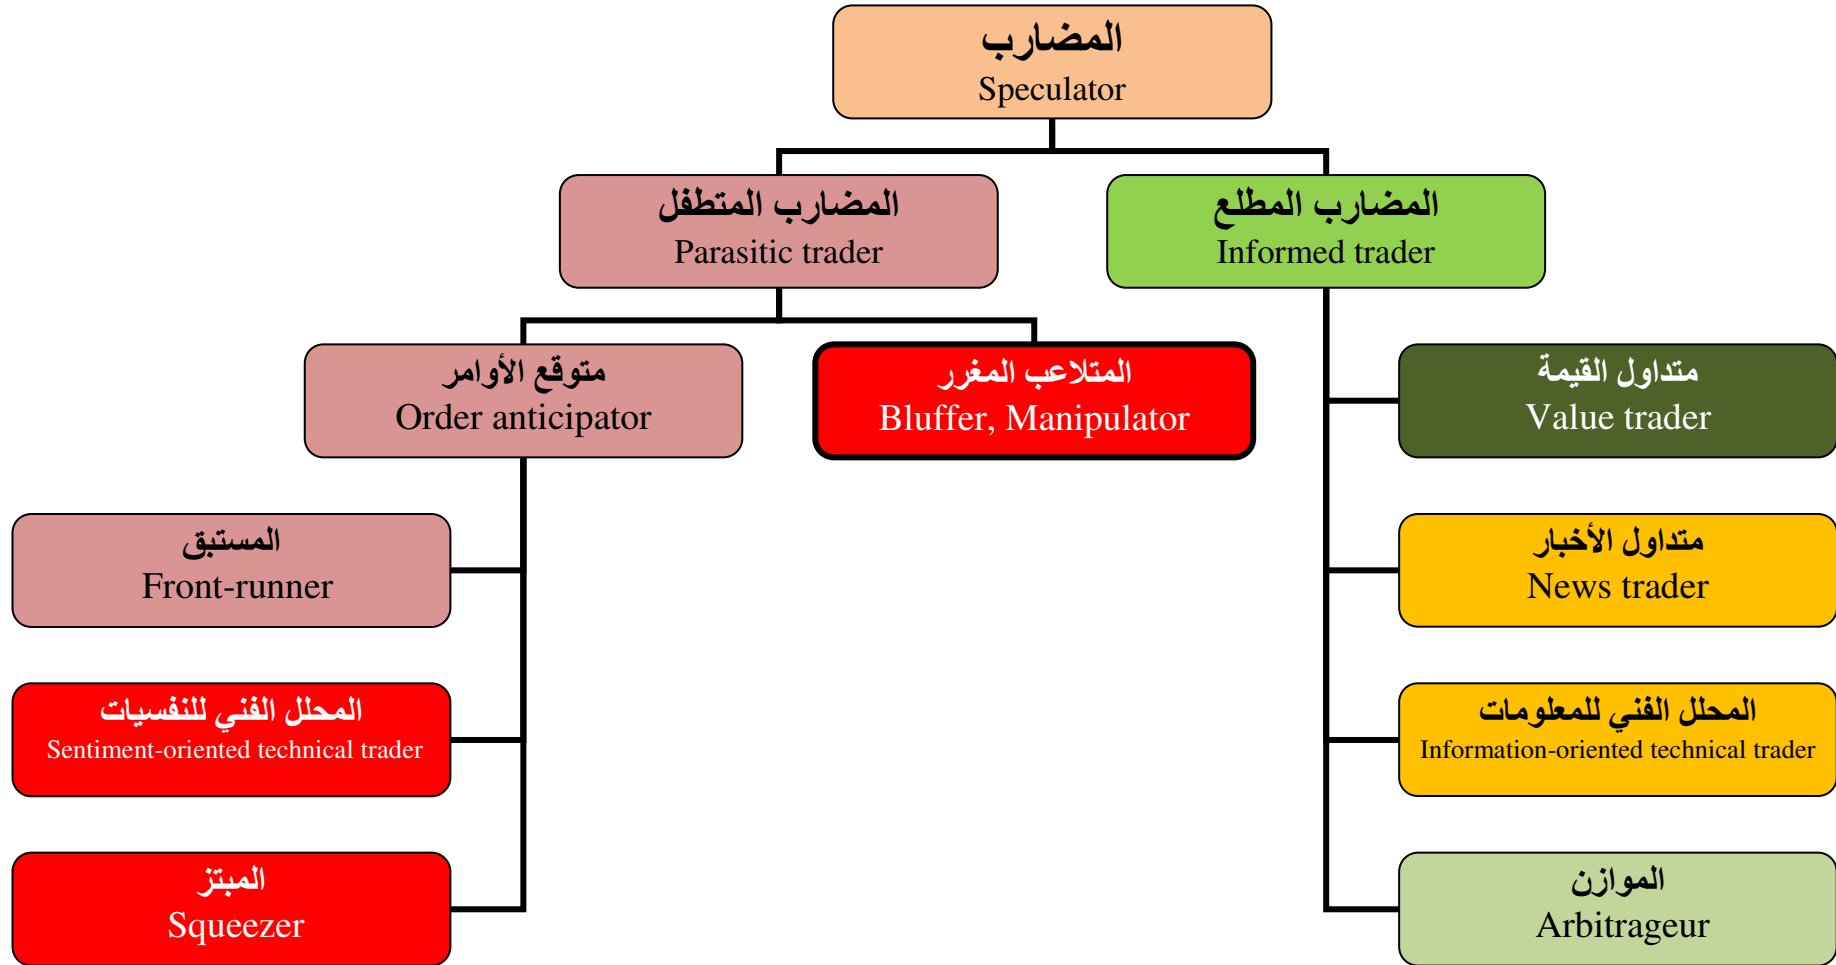 المضارب
Speculator
المضارب المتطفل
Parasitic trader
المضارب المطلع
Informed trader
متوقع الأوامر
Order anticipator
المتلاعب المغرر
Bluffer, Manipulator
متداول القيمة
Value trader
المستبق
Front-runner
متداول الأخبار
News trader
المحلل الفني للنفسيات
Sentiment-oriented technical trader
المحلل الفني للمعلومات
Information-oriented technical trader
المبتز
Squeezer
الموازن
Arbitrageur